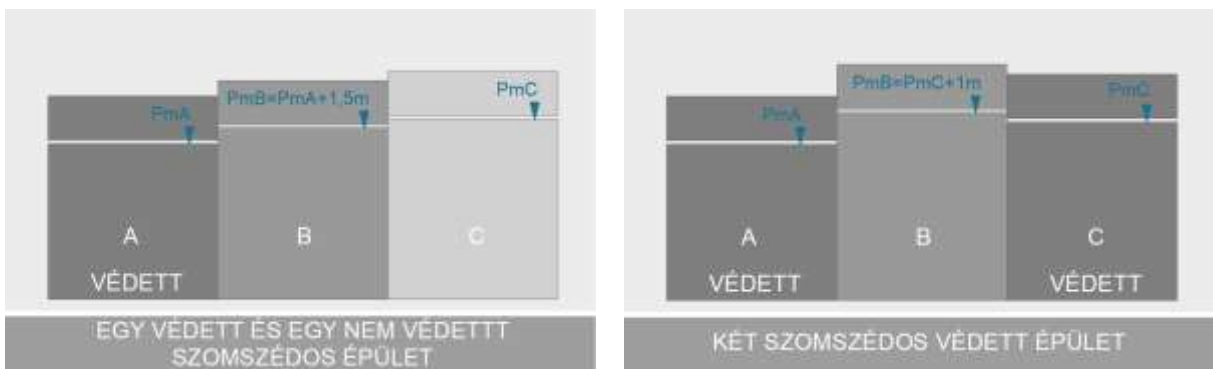 PmA
PmB=PmA+1,5m
PmC
A
B
C
VÉDETT
EGY VÉDETT ÉS EGY NEM VÉDETTT
SZOMSZÉDOS ÉPÜLET
PmA
PmB=PmC+1m
PmC
A
B
C
VÉDETT
VÉDETT
KÉT SZOMSZÉDOS VÉDETT ÉPÜLET